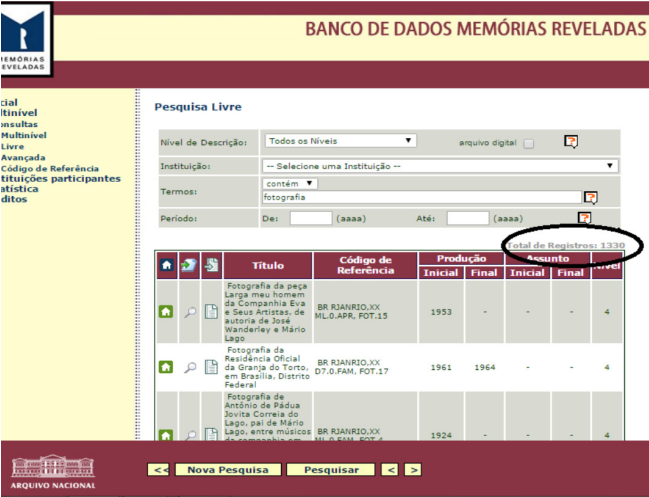 BANCO DE DADOS MEMÓRIAS REVELADAS
MEMÓRIAS
REVELADAS
cial
ltinível
onsultas
Multinível
Livre
Avançada
Código de Referência
tituições participantes
atística
ditos
Pesquisa Livre
Nível de Descrição: Todos os Níveis ▼ arquivo digital ?
Instituição: -- Selecione uma Instituição -- ▼
Termos: contém ▼
fotografia ?
Período: De: (aaaa) Até: (aaaa) ?
Total de Registros: 1330
Título Código de Referência Produção Assunto Nível
Inicial Final Inicial Final
Fotografia da peça
Larga meu homem
da Companhia Eva
e Seus Artistas, de
autoria de José
Wanderley e Mário
Lago
BR RJANRIO,XX
ML.0.APR, FOT.15
1953 - - - 4
Fotografia da
Residência Oficial
da Granja do Torto,
em Brasília, Distrito
Federal
BR RJANRIO,XX
D7.0.FAM, FOT.17
1961 1964 - - 4
Fotografia de
Antônio de Pádua
Jovita Correia do
Lago, pai de Mário
Lago, entre músicos
da companhia em
BR RJANRIO,XX
ML.0.FAM, FOT.4
1924 - - - 4
ARQUIVO NACIONAL
<< Nova Pesquisa Pesquisar < >